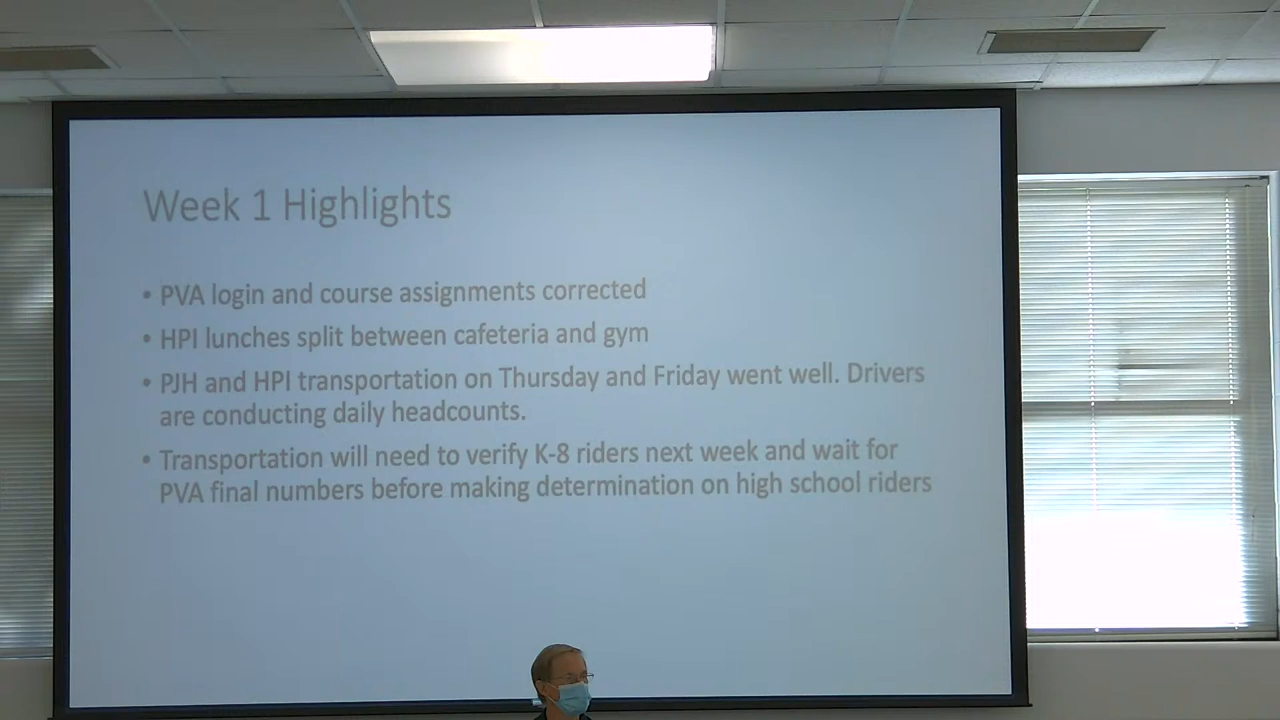 Week 1 Highlights
• PVA login and course assignments corrected
• HPI lunches split between cafeteria and gym
• PJH and HPI transportation on Thursday and Friday went well. Drivers
are conducting daily headcounts.
• Transportation will need to verify K-8 riders next week and wait for
PVA final numbers before making determination on high school riders